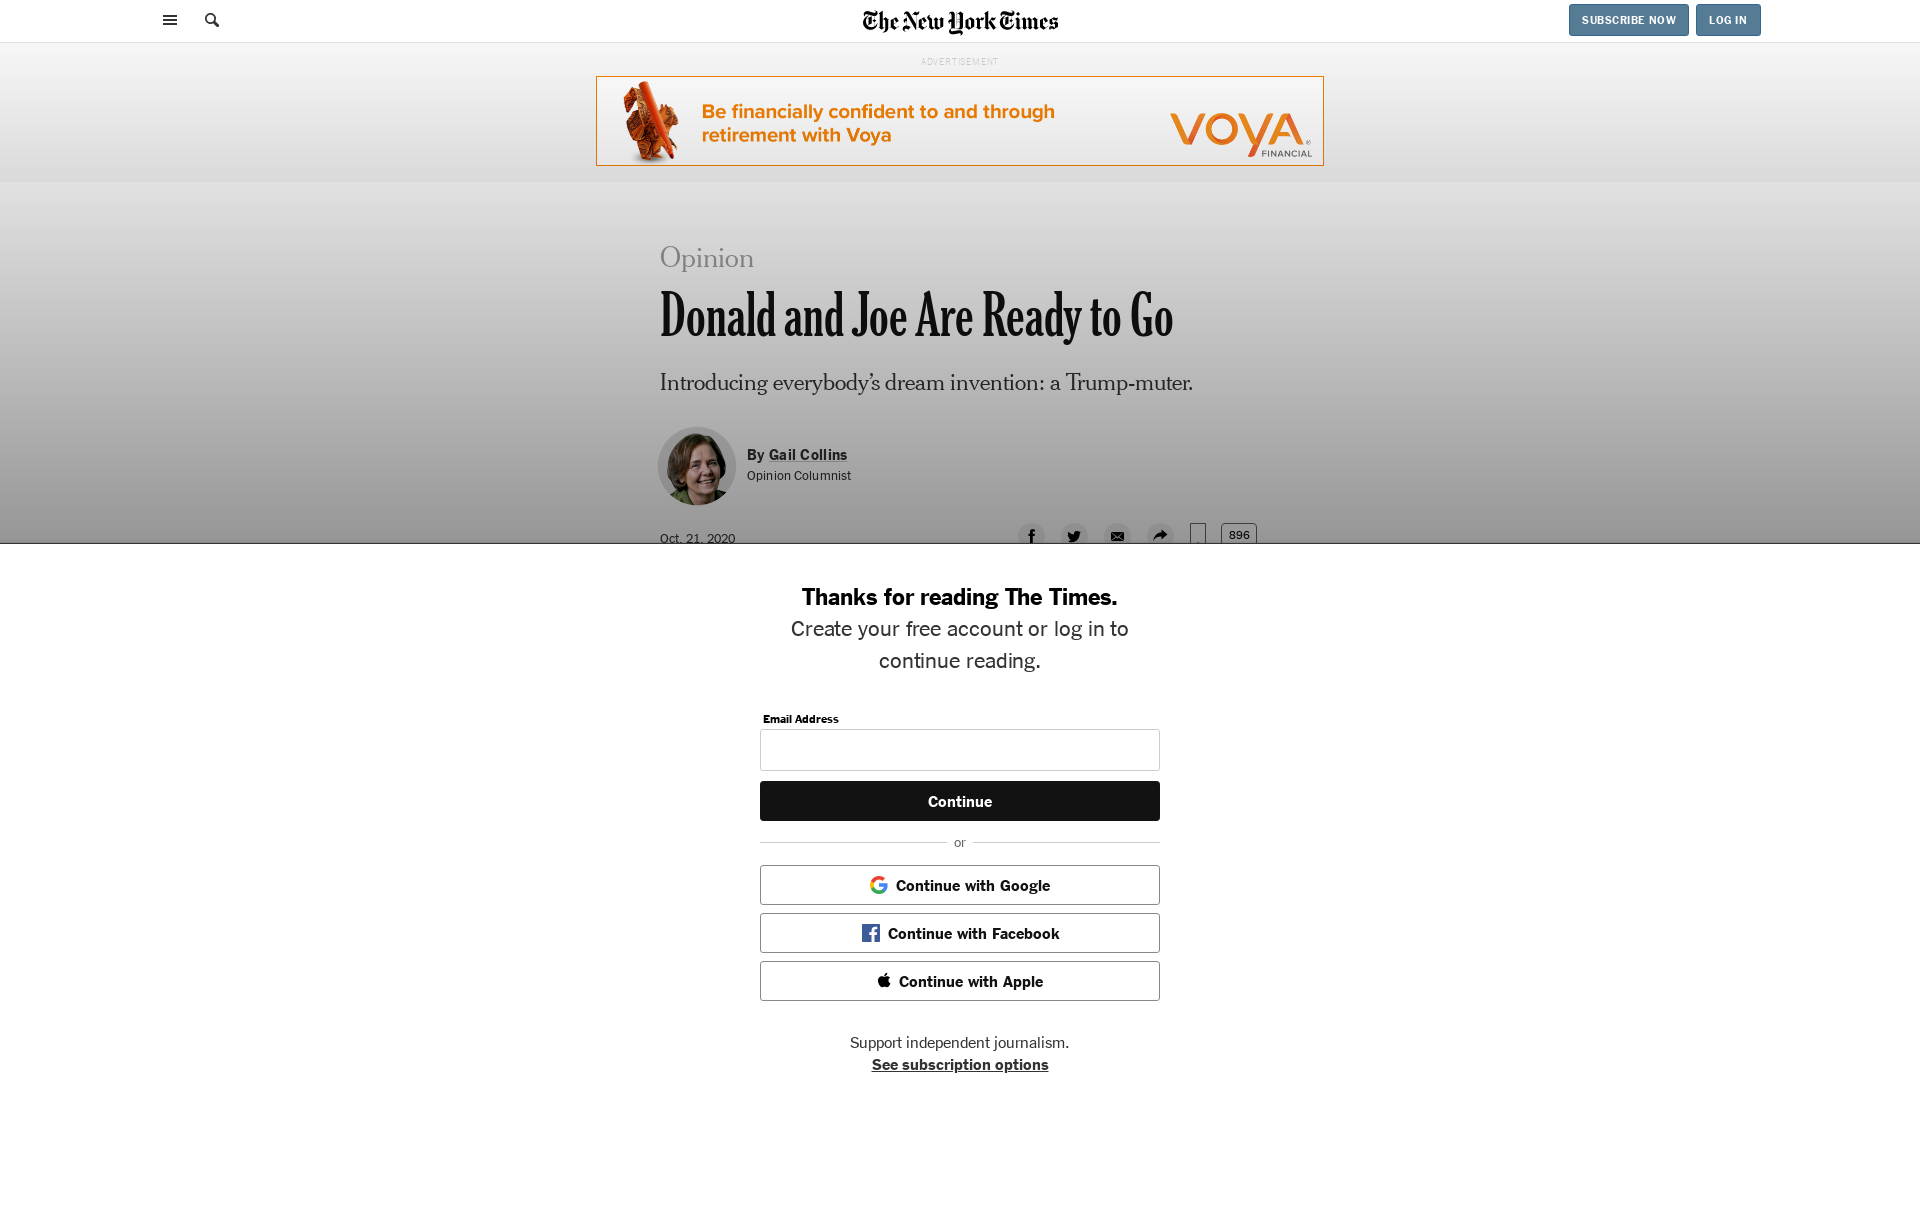 The New York Times
SUBSCRIBE NOW
LOG IN
ADVERTISEMENT
Be financially confident to and through
retirement with Voya
VOYA®
FINANCIAL
Opinion
Donald and Joe Are Ready to Go
Introducing everybody’s dream invention: a Trump-muter.
By Gail Collins
Opinion Columnist
Oct. 21, 2020
896
Thanks for reading The Times.
Create your free account or log in to
continue reading.
Email Address
Continue
or
Continue with Google
Continue with Facebook
Continue with Apple
Support independent journalism.
See subscription options